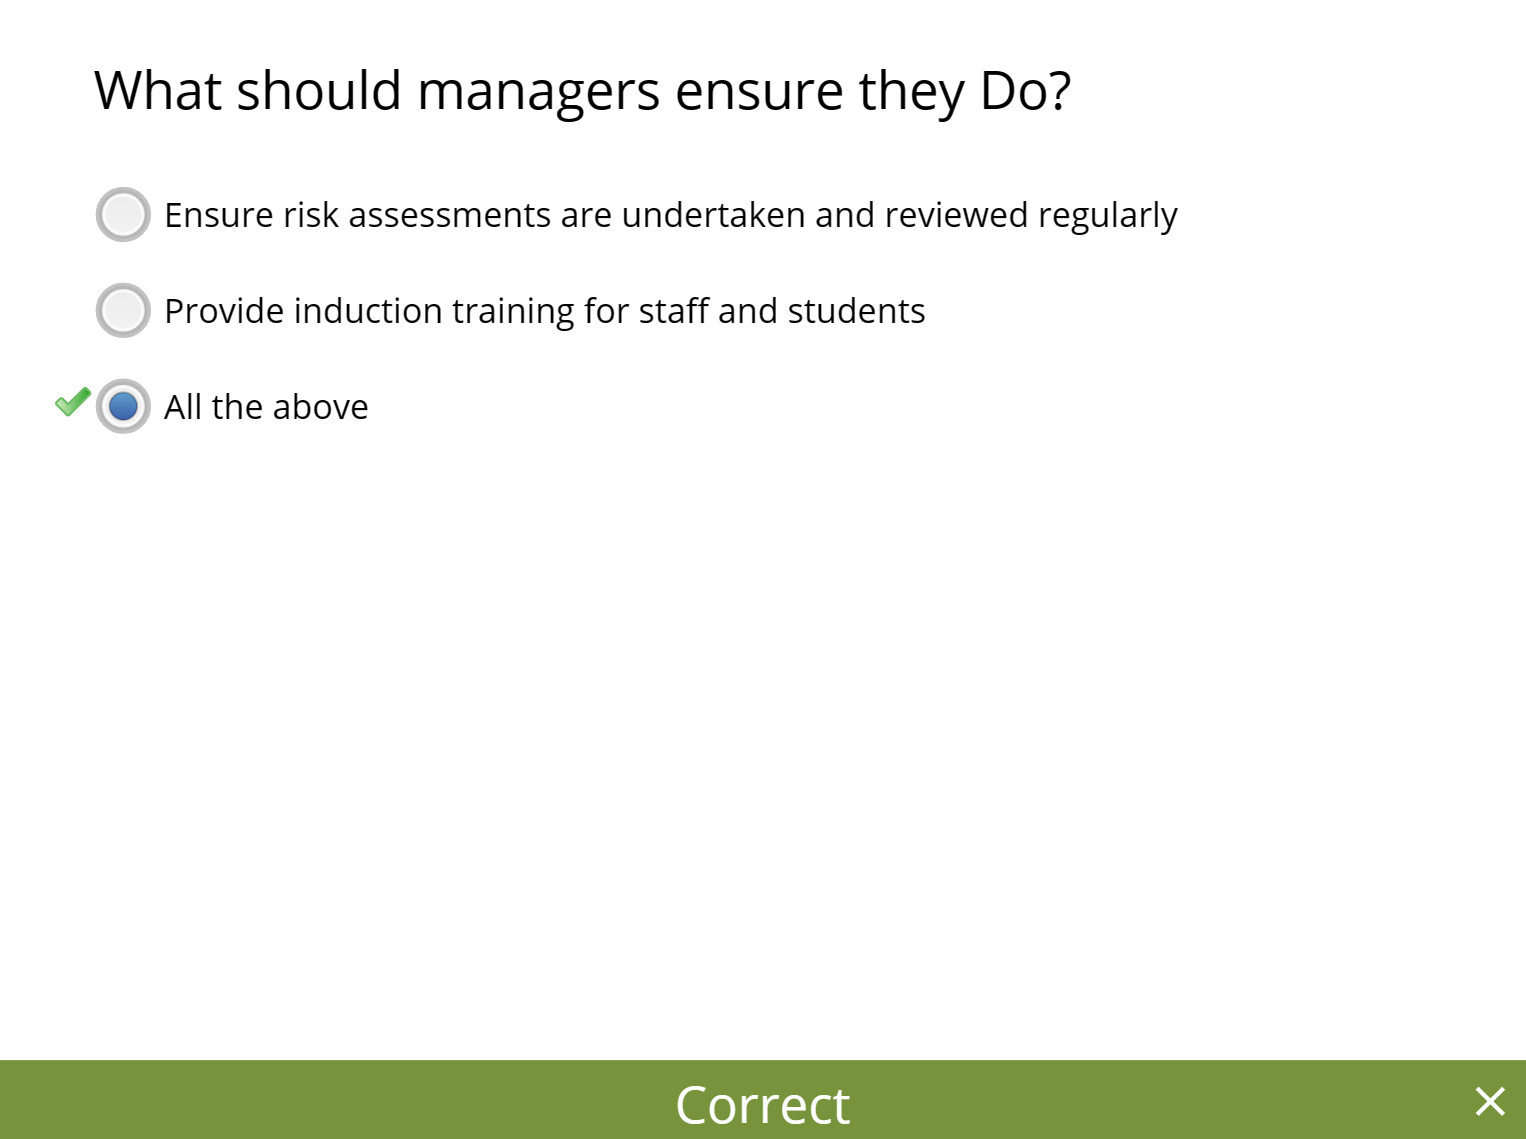 What should managers ensure they Do?
Ensure risk assessments are undertaken and reviewed regularly
Provide induction training for staff and students
All the above
Correct